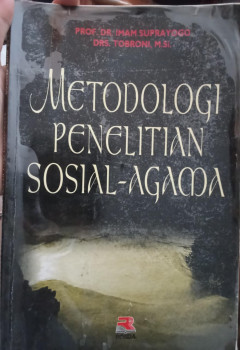 PROF. DR. IMAM SUPRAYOGO
DRS. TOBRONI, M.SI.
METODOLOGI
PENELITIAN
SOSIAL-AGAMA